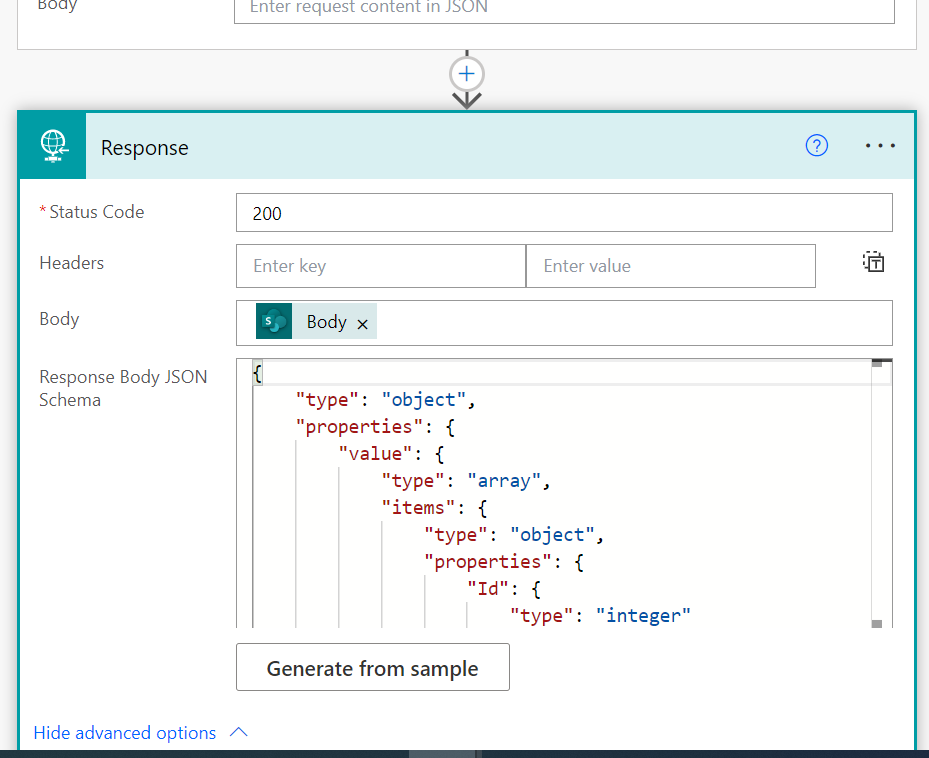 Body
Enter request content in JSON
Response
?
* Status Code
200
Headers
Enter key
Enter value
Body
S
Body ×
Response Body JSON
Schema
{
"type": "object",
"properties": {
"value": {
"type": "array",
"items": {
"type": "object",
"properties": {
"Id": {
"type": "integer"
Generate from sample
Hide advanced options